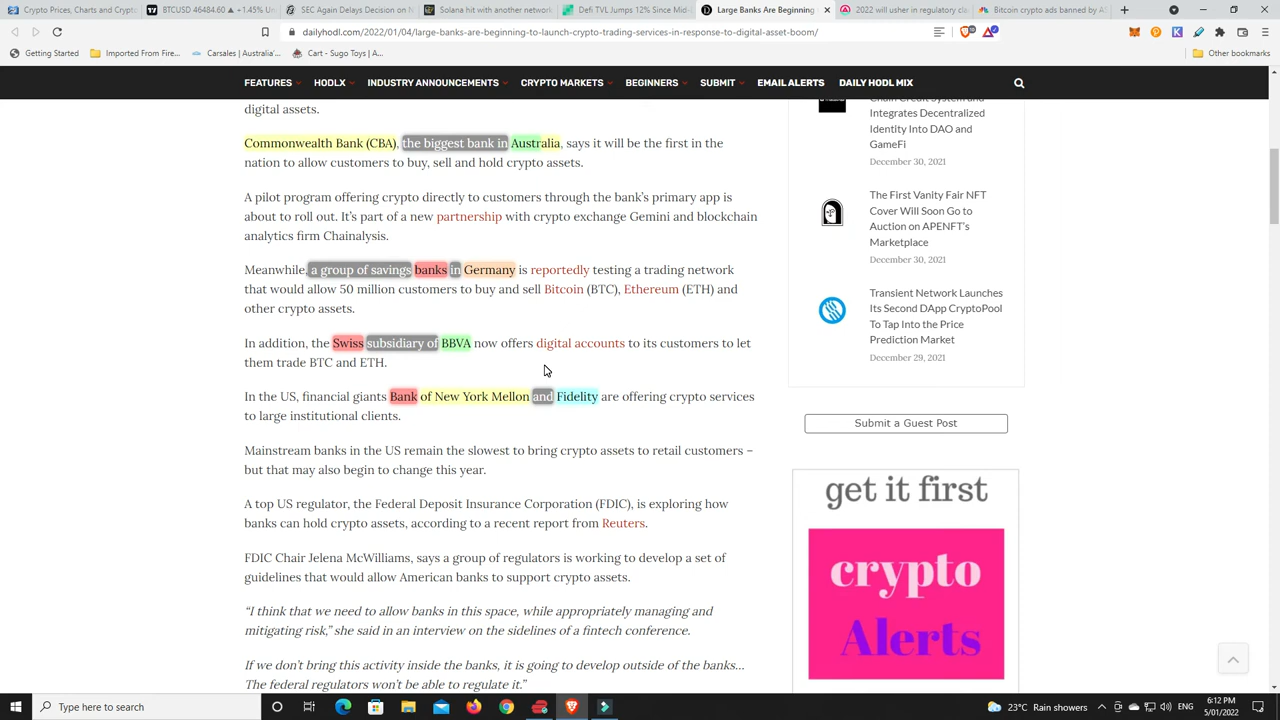 Crypto Prices, Charts and Crypto
BTCUSD 46484.60 ▲ +1.45% Un
SEC Again Delays Decision on N
Solana hit with another network
Defi TVL Jumps 12% Since Mid-
Large Banks Are Beginning
2022 will usher in regulatory cla
Bitcoin crypto ads banned by AS
dailyhodl.com/2022/01/04/large-banks-are-beginning-to-launch-crypto-trading-services-in-response-to-digital-asset-boom/
Getting Started
Imported From Fire...
Carsales | Australia'...
Cart - Sugo Toys | A...
Other bookmarks
FEATURES
HODLX
INDUSTRY ANNOUNCEMENTS
CRYPTO MARKETS
BEGINNERS
SUBMIT
EMAIL ALERTS
DAILY HODL MIX
digital assets.
Commonwealth Bank (CBA), the biggest bank in Australia, says it will be the first in the
nation to allow customers to buy, sell and hold crypto assets.
A pilot program offering crypto directly to customers through the bank's primary app is
about to roll out. It's part of a new partnership with crypto exchange Gemini and blockchain
analytics firm Chainalysis.
Meanwhile, a group of savings banks in Germany is reportedly testing a trading network
that would allow 50 million customers to buy and sell Bitcoin (BTC), Ethereum (ETH) and
other crypto assets.
In addition, the Swiss subsidiary of BBVA now offers digital accounts to its customers to let
them trade BTC and ETH.
In the US, financial giants Bank of New York Mellon and Fidelity are offering crypto services
to large institutional clients.
Mainstream banks in the US remain the slowest to bring crypto assets to retail customers –
but that may also begin to change this year.
A top US regulator, the Federal Deposit Insurance Corporation (FDIC), is exploring how
banks can hold crypto assets, according to a recent report from Reuters.
FDIC Chair Jelena McWilliams, says a group of regulators is working to develop a set of
guidelines that would allow American banks to support crypto assets.
“I think that we need to allow banks in this space, while appropriately managing and
mitigating risk,” she said in an interview on the sidelines of a fintech conference.
If we don't bring this activity inside the banks, it is going to develop outside of the banks…
The federal regulators won't be able to regulate it.”
Chain Credit System and
Integrates Decentralized
Identity Into DAO and
GameFi
December 30, 2021
The First Vanity Fair NFT
Cover Will Soon Go to
Auction on APENFT's
Marketplace
December 30, 2021
Transient Network Launches
Its Second DApp CryptoPool
To Tap Into the Price
Prediction Market
December 29, 2021
Submit a Guest Post
get it first
crypto
Alerts
Type here to search
23°C Rising Rivers
6:12 PM
5/01/2022